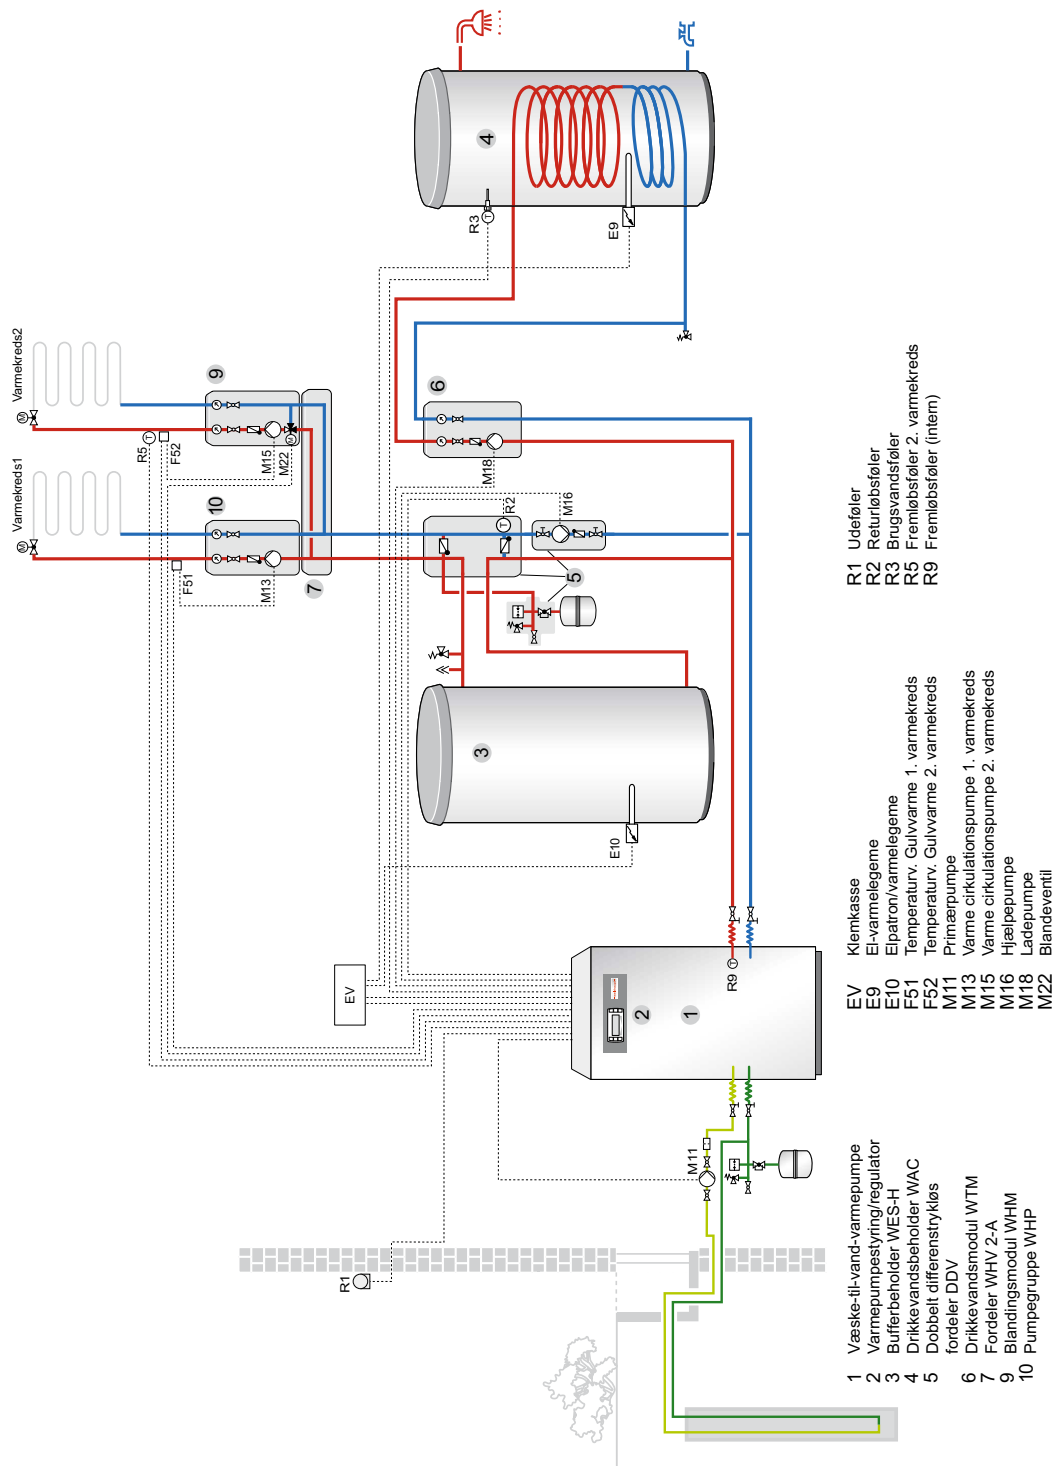 Varmekreds1
Varmekreds2
M
M
R5
T
F52
F51
10
9
M13
M15
M22
M
7
6
M18
R2
T
M16
5
R3
T
E9
4
3
E10
EV
2
1
R9
T
M11
R1
1 Væske-til-vand-varmepumpe
2 Varmepumpestyring/regulator
3 Bufferbeholder WES-H
4 Drikkevandsbeholder WAC
5 Dobbelt differenstrykløs
fordeler DDV
6 Drikkevandsmodul WTM
7 Fordeler WHV 2-A
9 Blandingsmodul WHM
10 Pumpegruppe WHP
EV Klemkasse
E9 El-varmelegeme
E10 Elpatron/varmelegeme
F51 Temperaturv. Gulvvarme 1. varmekreds
F52 Temperaturv. Gulvvarme 2. varmekreds
M11 Primærpumpe
M13 Varme cirkulationspumpe 1. varmekreds
M15 Varme cirkulationspumpe 2. varmekreds
M16 Hjælpepumpe
M18 Ladepumpe
M22 Blandeventil
R1 Udeføler
R2 Returløbsføler
R3 Brugsvandsføler
R5 Fremløbsføler 2. varmekreds
R9 Fremløbsføler (intern)